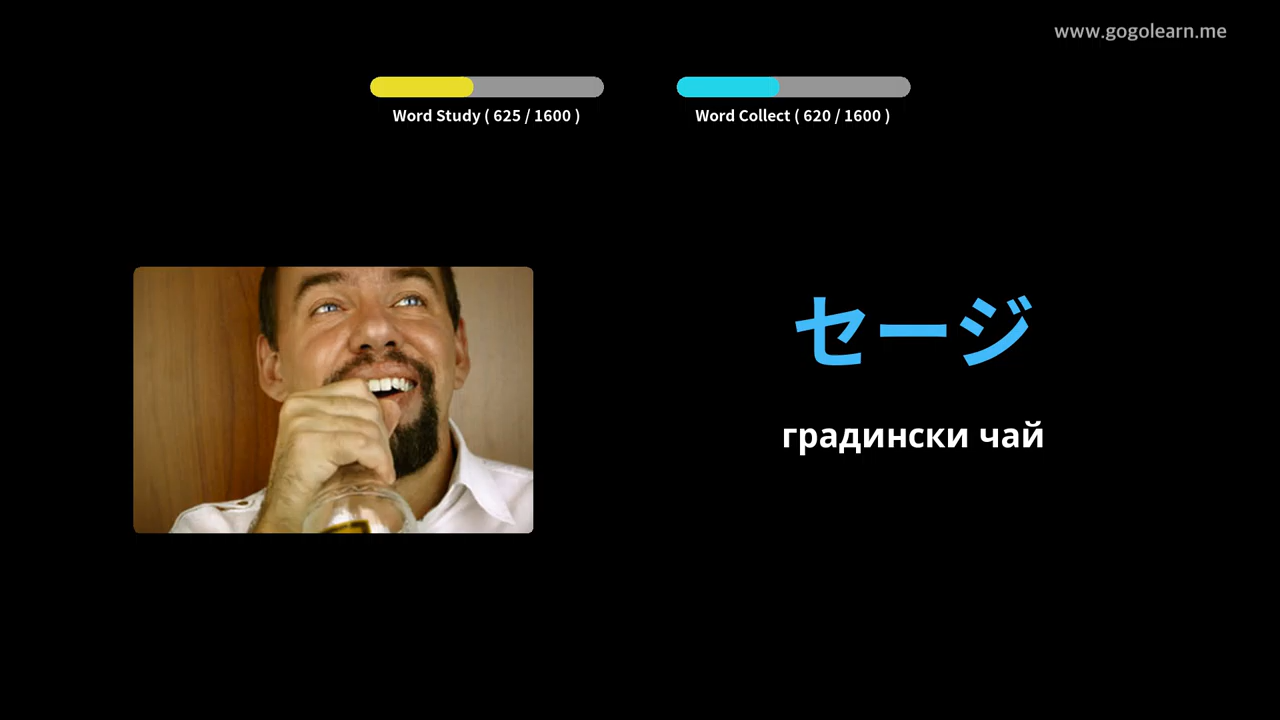 www.gogolearn.me
Word Study ( 625 / 1600 )
Word Collect ( 620 / 1600 )
セージ
градински чай